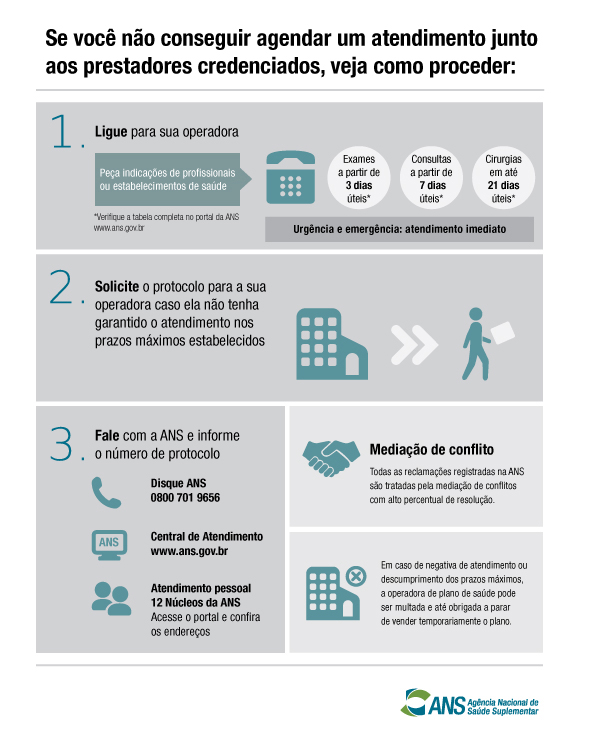 Se você não conseguir agendar um atendimento junto
aos prestadores credenciados, veja como proceder:
1.
Ligue para sua operadora
Peça indicações de profissionais
ou estabelecimentos de saúde
*Verifique a tabela completa no portal da ANS
www.ans.gov.br
Exames
a partir de
3 dias
úteis*
Consultas
a partir de
7 dias
úteis*
Cirurgias
em até
21 dias
úteis*
Urgência e emergência: atendimento imediato
2.
Solicite o protocolo para a sua
operadora caso ela não tenha
garantido o atendimento nos
prazos máximos estabelecidos
3.
Fale com a ANS e informe
o número de protocolo
Disque ANS
0800 701 9656
ANS
Central de Atendimento
www.ans.gov.br
Atendimento pessoal
12 Núcleos da ANS
Acesse o portal e confira
os endereços
Mediação de conflito
Todas as reclamações registradas na ANS
são tratadas pela mediação de conflitos
com alto percentual de resolução.
Em caso de negativa de atendimento ou
descumprimento dos prazos máximos,
a operadora de plano de saúde pode
ser multada e até obrigada a parar
de vender temporariamente o plano.
ANS Agência Nacional de
Saúde Suplementar